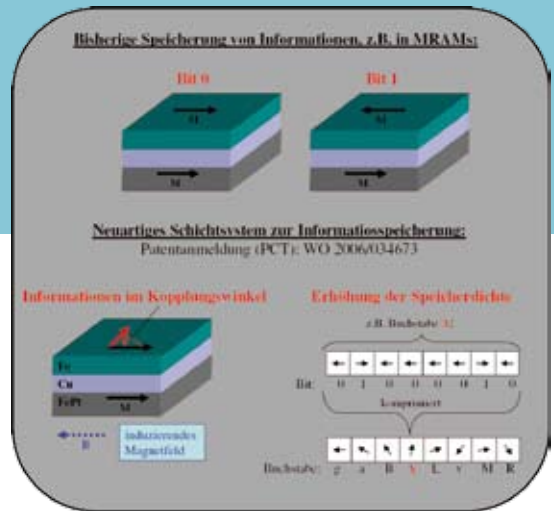 Bisherige Speicherung von Informationen, z.B. in MRAMs:
Bit 0 Bit 1
M M
M M
Neuartiges Schichtsystem zur Informatiosspeicherung:
Patentanmeldung (PCT): WO 2006/034673
Informationen im Kopplungswinkel
Erhöhung der Speicherdichte
z.B. Buchstabe
Fe
Cu
FePt M
Bit: 0 1 0 0 0 0 1 0
komprimiert
B
induzierendes
Magnetfeld
Buchstabe: g a B L v M R